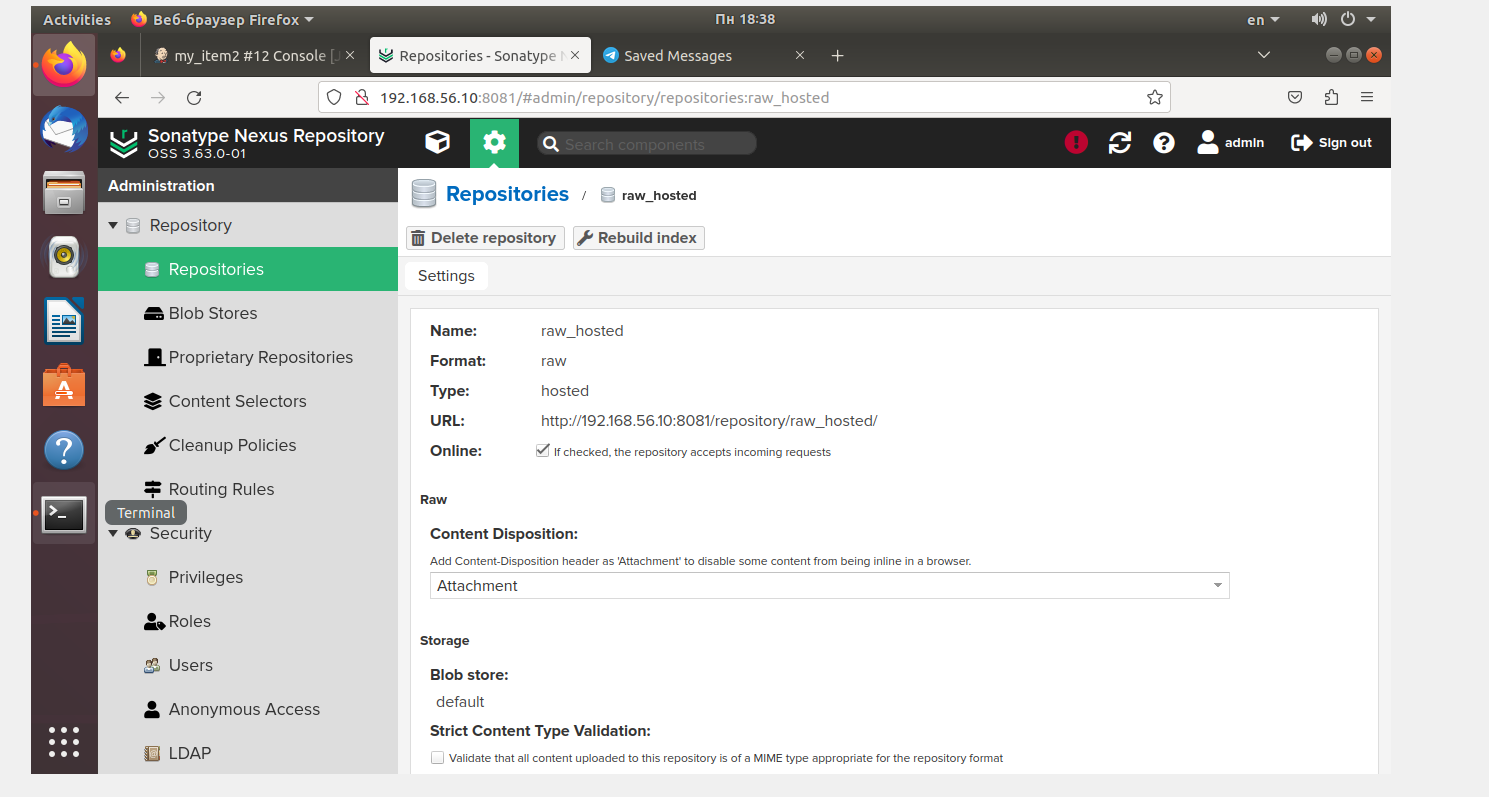 Activities Веб-браузер Firefox Пн 18:38 en
my_item2 #12 Console [J Repositories - Sonatype N Saved Messages
192.168.56.10:8081/#admin/repository/repositories:raw_hosted
Sonatype Nexus Repository
OSS 3.63.0-01
Search components
admin Sign out
Administration
Repository
Repositories
Blob Stores
Proprietary Repositories
Content Selectors
Cleanup Policies
Routing Rules
Terminal
Security
Privileges
Roles
Users
Anonymous Access
LDAP
Repositories / raw_hosted
Delete repository Rebuild index
Settings
Name: raw_hosted
Format: raw
Type: hosted
URL: http://192.168.56.10:8081/repository/raw_hosted/
Online: If checked, the repository accepts incoming requests
Raw
Content Disposition:
Add Content-Disposition header as 'Attachment' to disable some content from being inline in a browser.
Attachment
Storage
Blob store:
default
Strict Content Type Validation:
Validate that all content uploaded to this repository is of a MIME type appropriate for the repository format